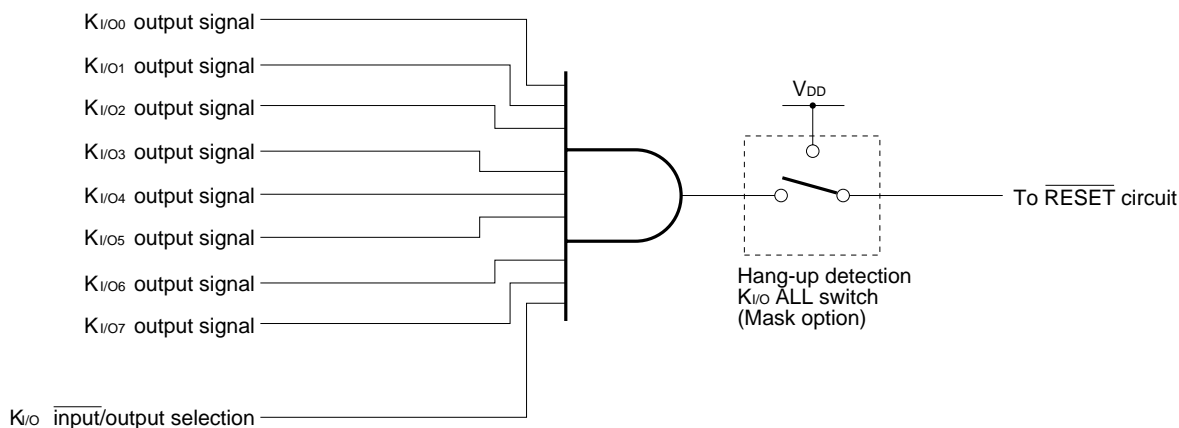 KI/O0 output signal
KI/O1 output signal
KI/O2 output signal
KI/O3 output signal
KI/O4 output signal
KI/O5 output signal
KI/O6 output signal
KI/O7 output signal
KI/O input/output selection
VDD
Hang-up detection
KI/O ALL switch
(Mask option)
To RESET circuit